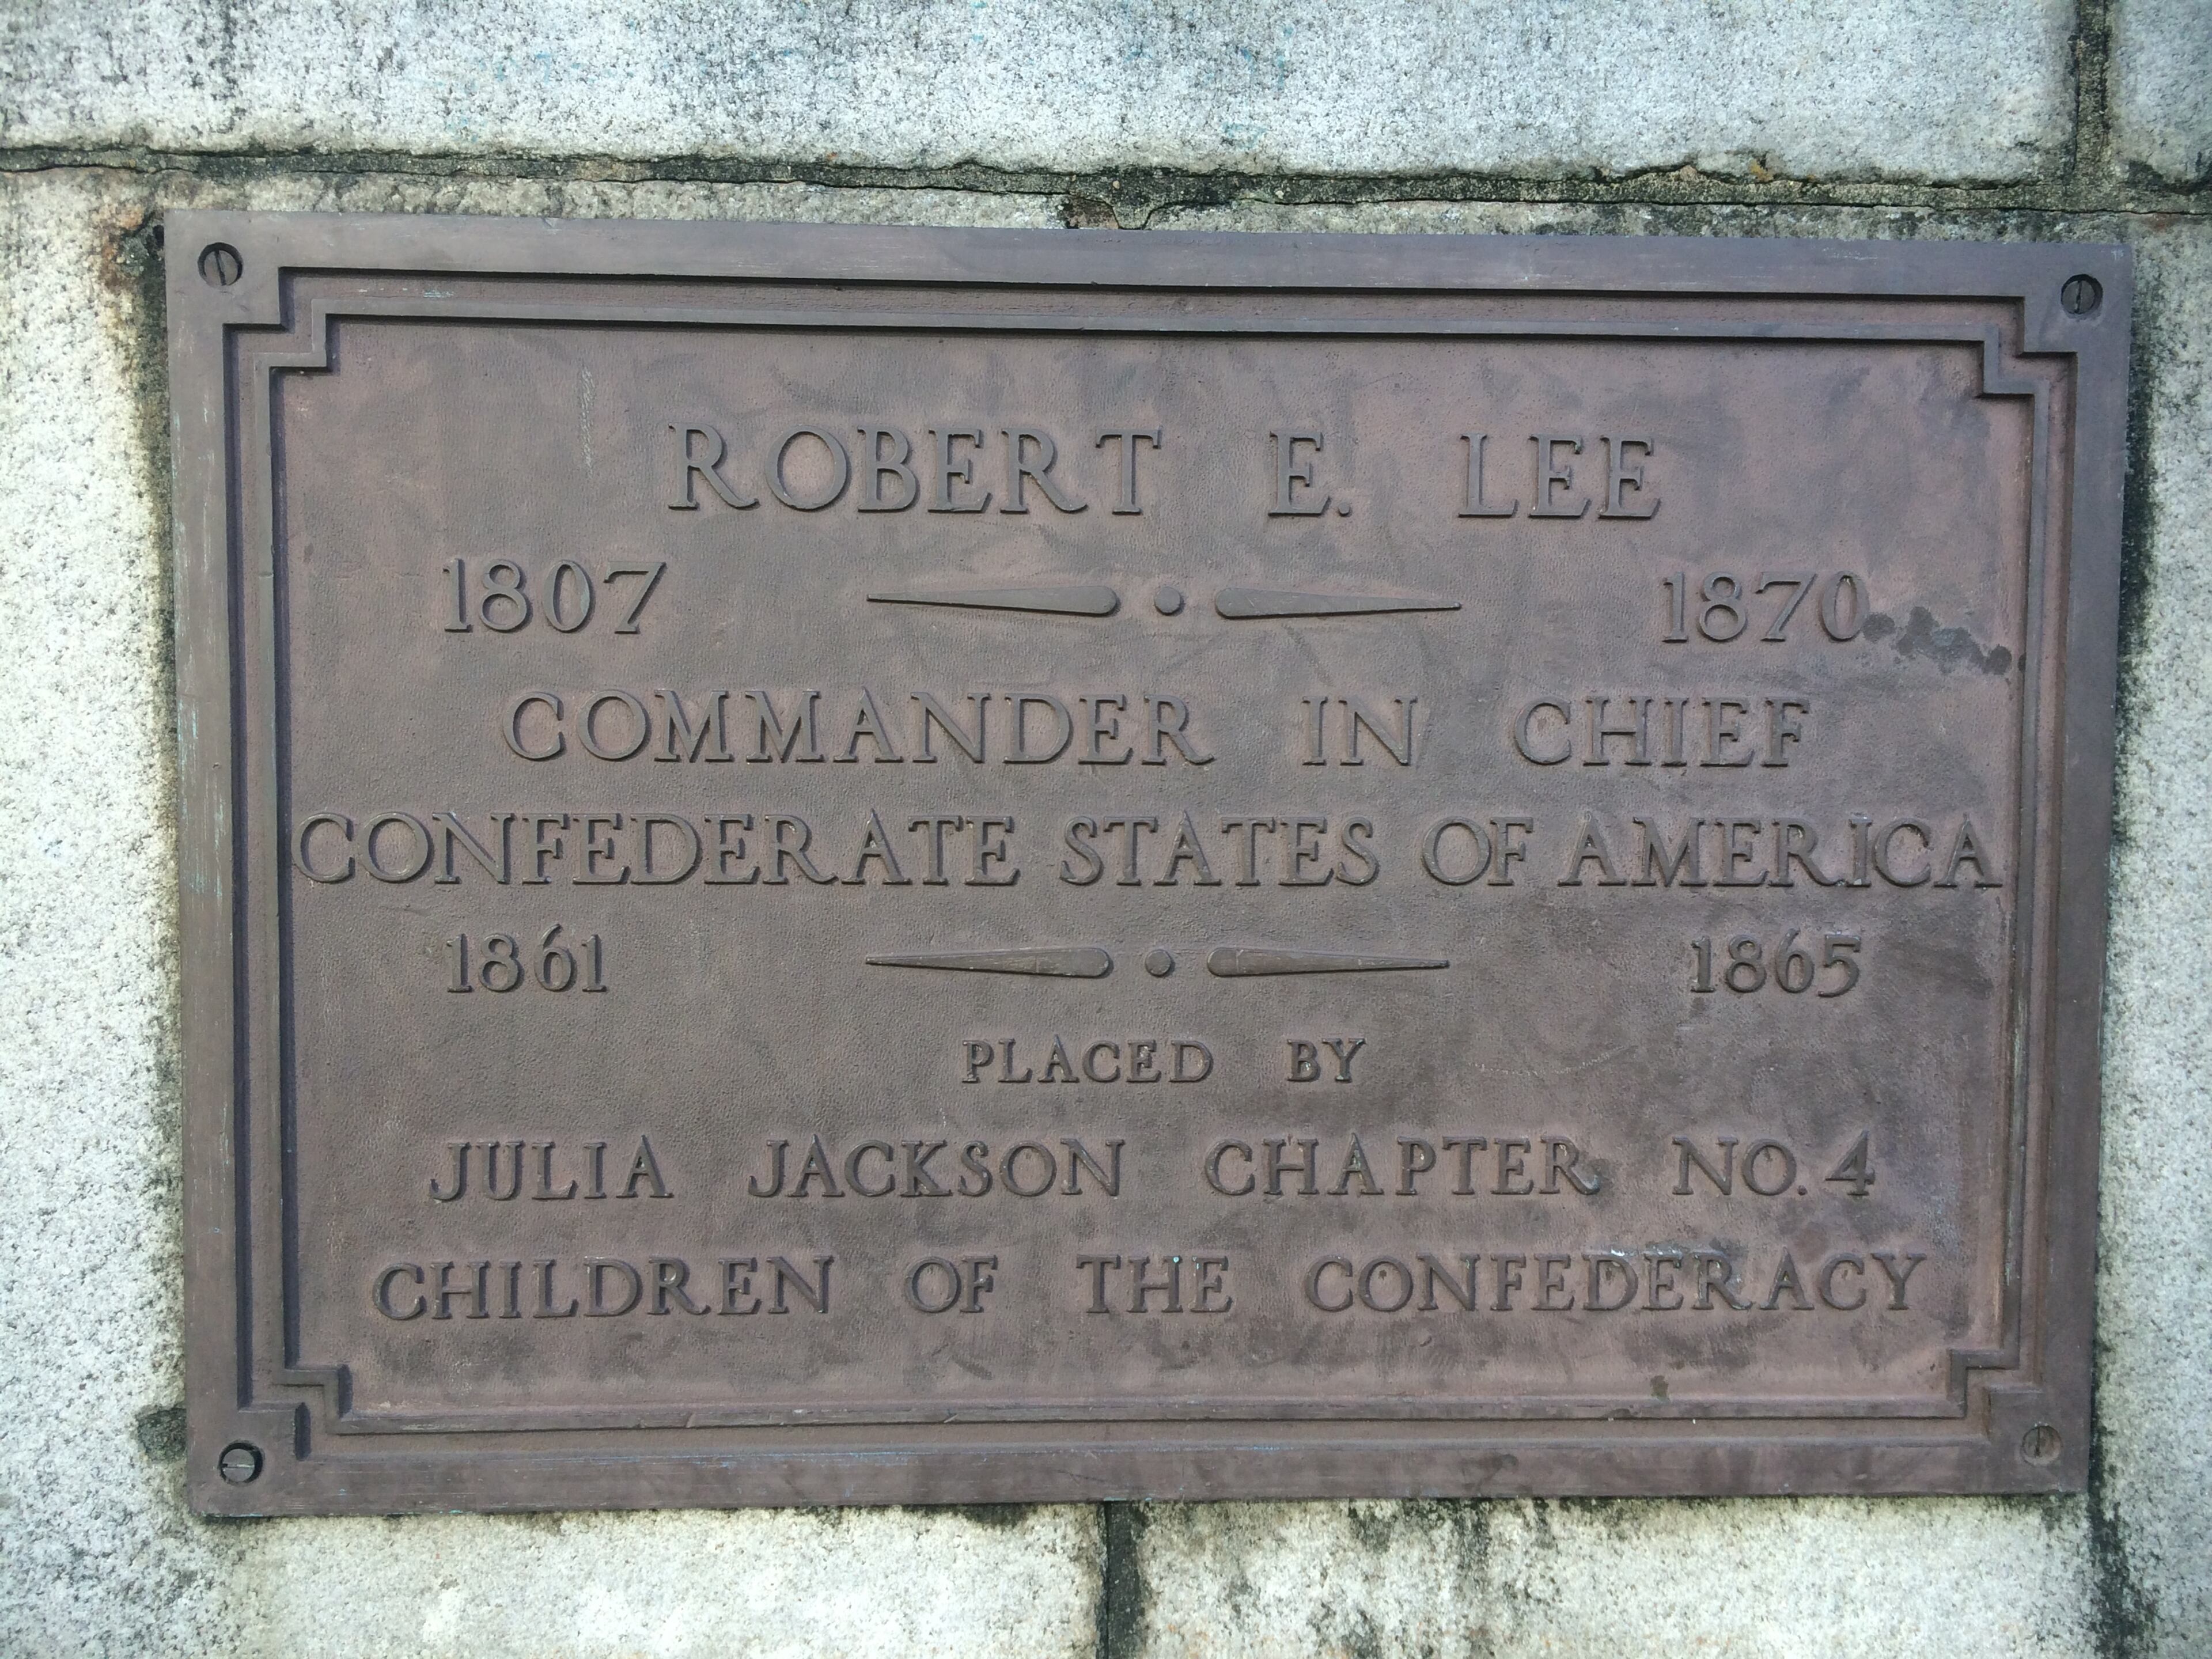 ROBERT E. LEE
1807 1870
COMMANDER IN CHIEF
CONFEDERATE STATES OF AMERICA
1861 1865
PLACED BY
JULIA JACKSON CHAPTER NO. 4
CHILDREN OF THE CONFEDERACY